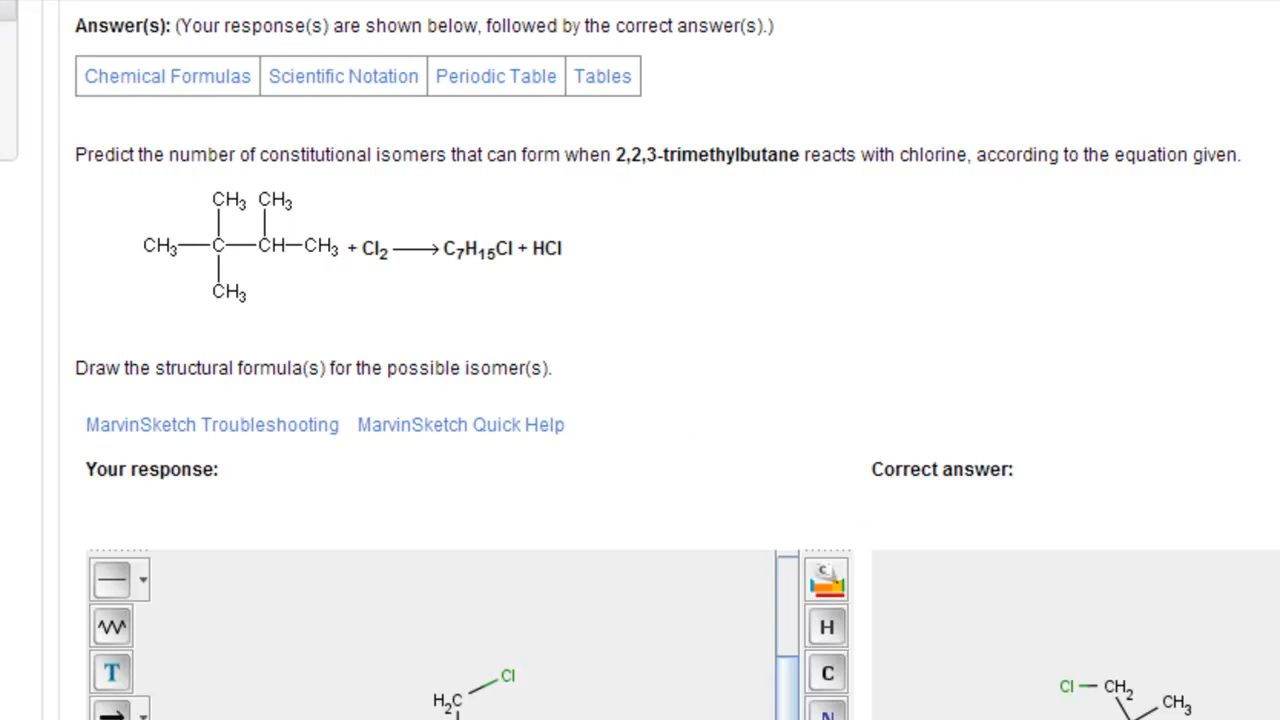 Answer(s): (Your response(s) are shown below, followed by the correct answer(s).)
Chemical Formulas Scientific Notation Periodic Table Tables
Predict the number of constitutional isomers that can form when 2,2,3-trimethylbutane reacts with chlorine, according to the equation given.
CH3 CH3
CH3—C—CH—CH3 + Cl2 ⟶ C7H15Cl + HCl
CH3
Draw the structural formula(s) for the possible isomer(s).
MarvinSketch Troubleshooting MarvinSketch Quick Help
Your response: Correct answer:
C
H
T C
Cl Cl — CH2
H2C CH3
N